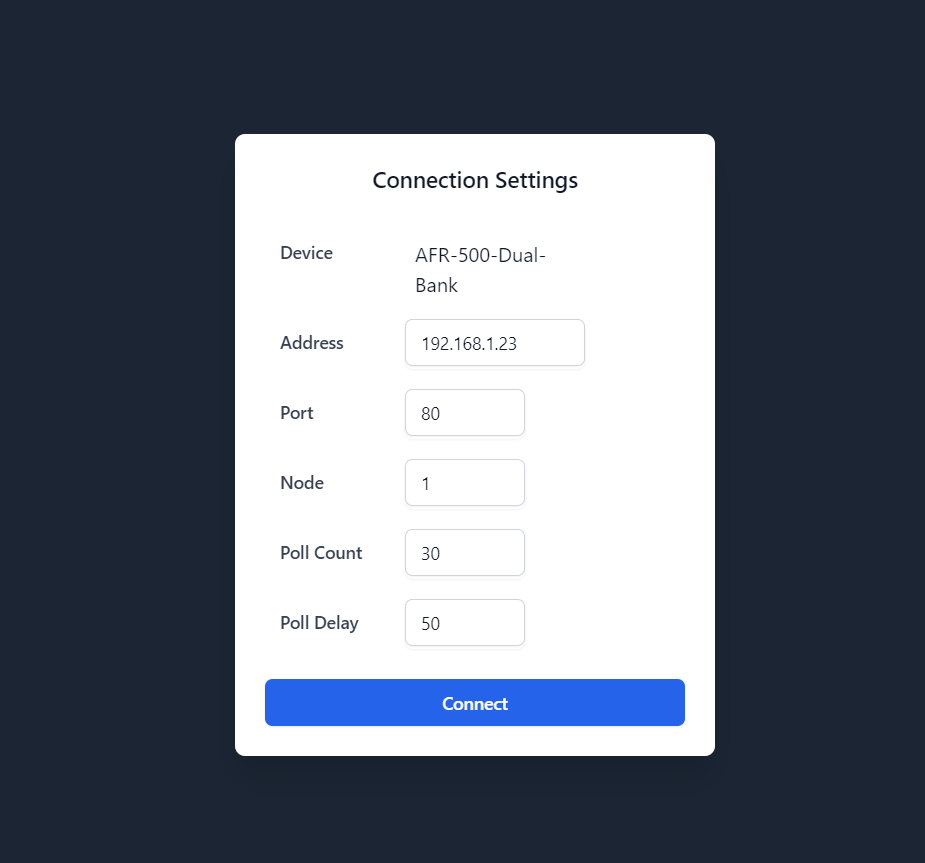 Connection Settings
Device AFR-500-Dual-
Bank
Address 192.168.1.23
Port 80
Node 1
Poll Count 30
Poll Delay 50
Connect